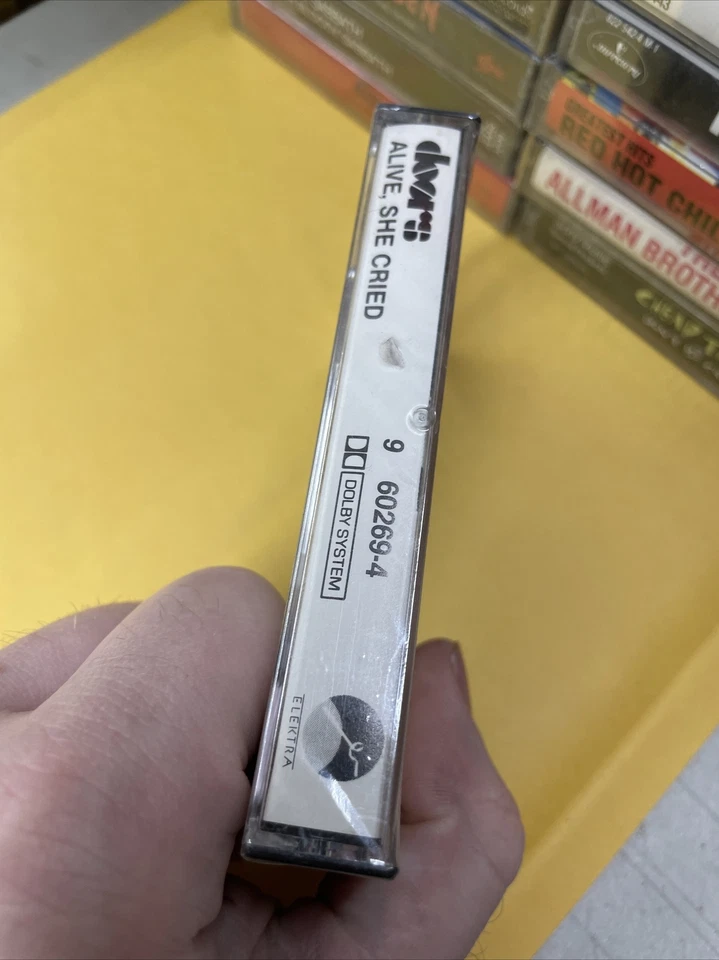 doors
ALIVE, SHE CRIED
9 60269-4
DOLBY SYSTEM
ELEKTRA
GREATEST HITS
RED HOT CHI
ALLMAN BROTH